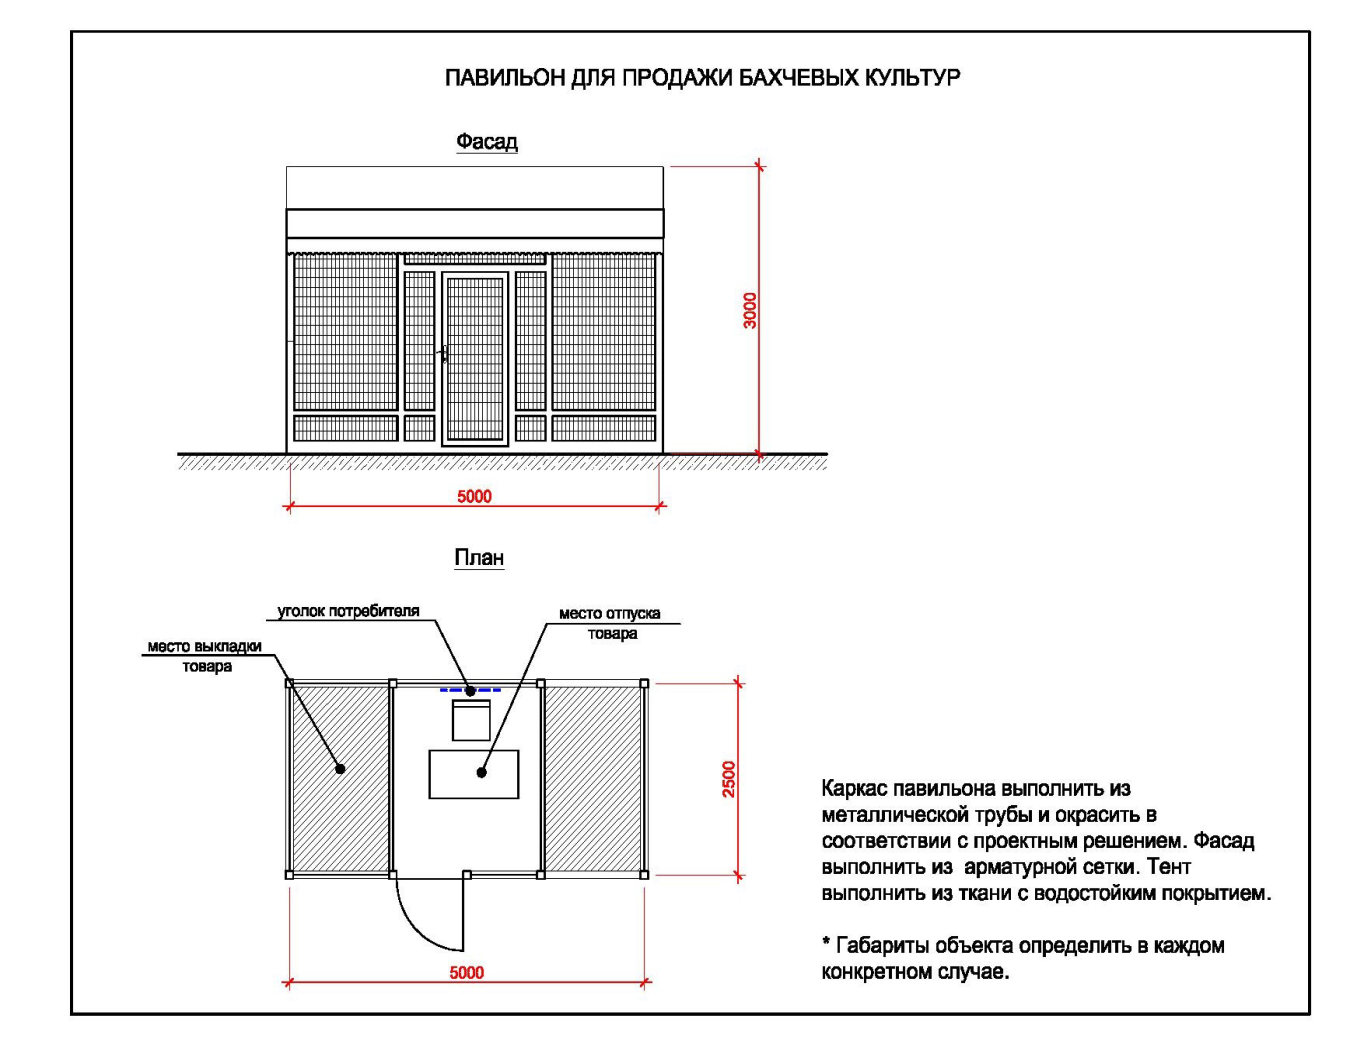 ПАВИЛЬОН ДЛЯ ПРОДАЖИ БАХЧЕВЫХ КУЛЬТУР
Фасад
3000
5000
План
уголок потребителя
место отпуска
товара
место выкладки
товара
2500
5000
Каркас павильона выполнить из
металлической трубы и окрасить в
соответствии с проектным решением. Фасад
выполнить из арматурной сетки. Тент
выполнить из ткани с водостойким покрытием.
* Габариты объекта определить в каждом
конкретном случае.